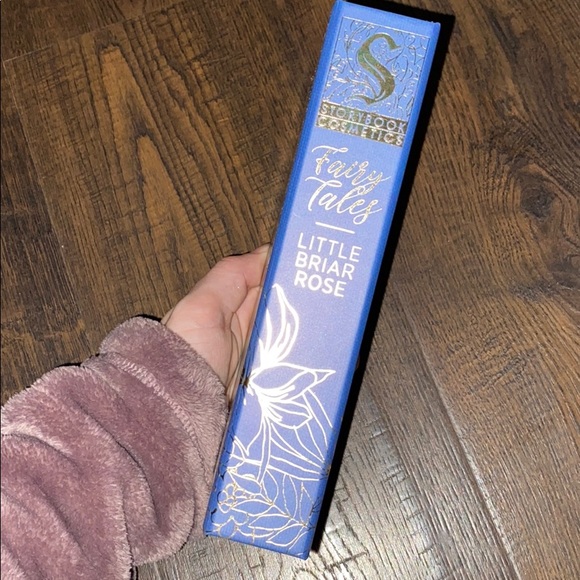 S
STORYBOOK
COSMETICS
Fairy
Tales
LITTLE
BRIAR
ROSE